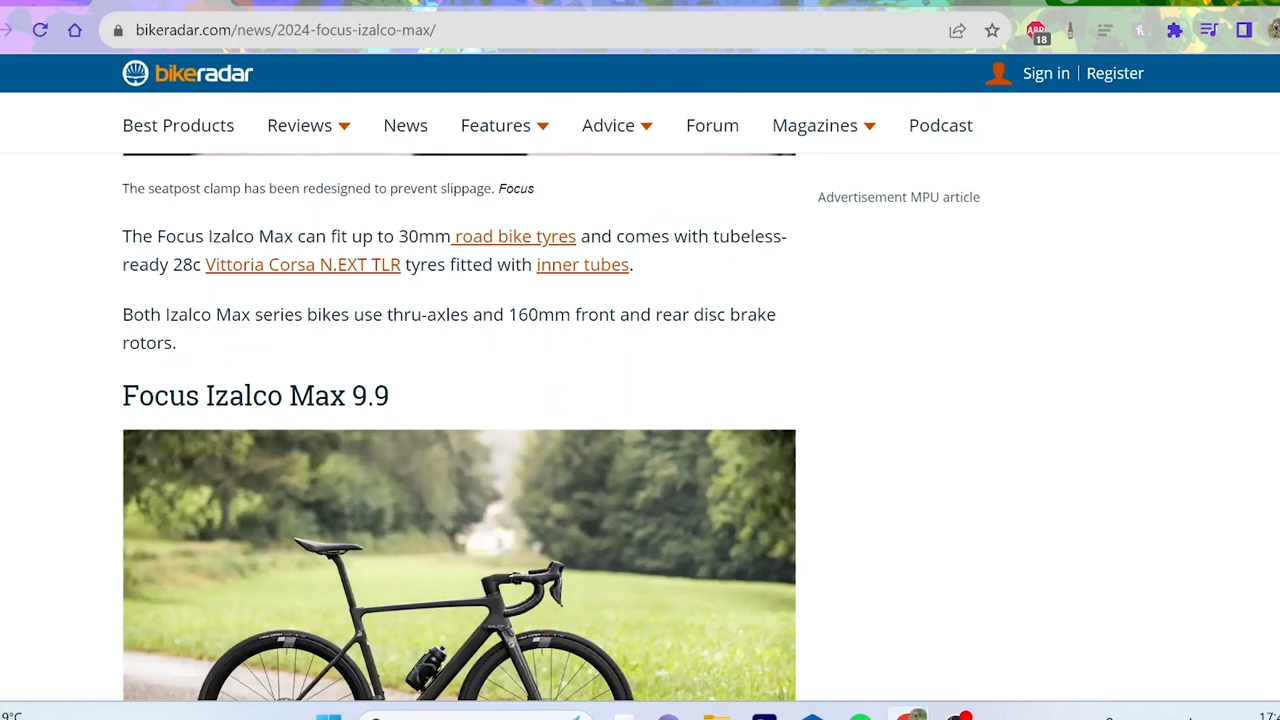 bikeradar.com/news/2024-focus-izalco-max/
ABP
18
bikeradar
Sign in | Register
Best Products Reviews News Features Advice Forum Magazines Podcast
The seatpost clamp has been redesigned to prevent slippage. Focus
Advertisement MPU article
The Focus Izalco Max can fit up to 30mm road bike tyres and comes with tubeless-
ready 28c Vittoria Corsa N.EXT TLR tyres fitted with inner tubes.
Both Izalco Max series bikes use thru-axles and 160mm front and rear disc brake
rotors.
Focus Izalco Max 9.9
9°C